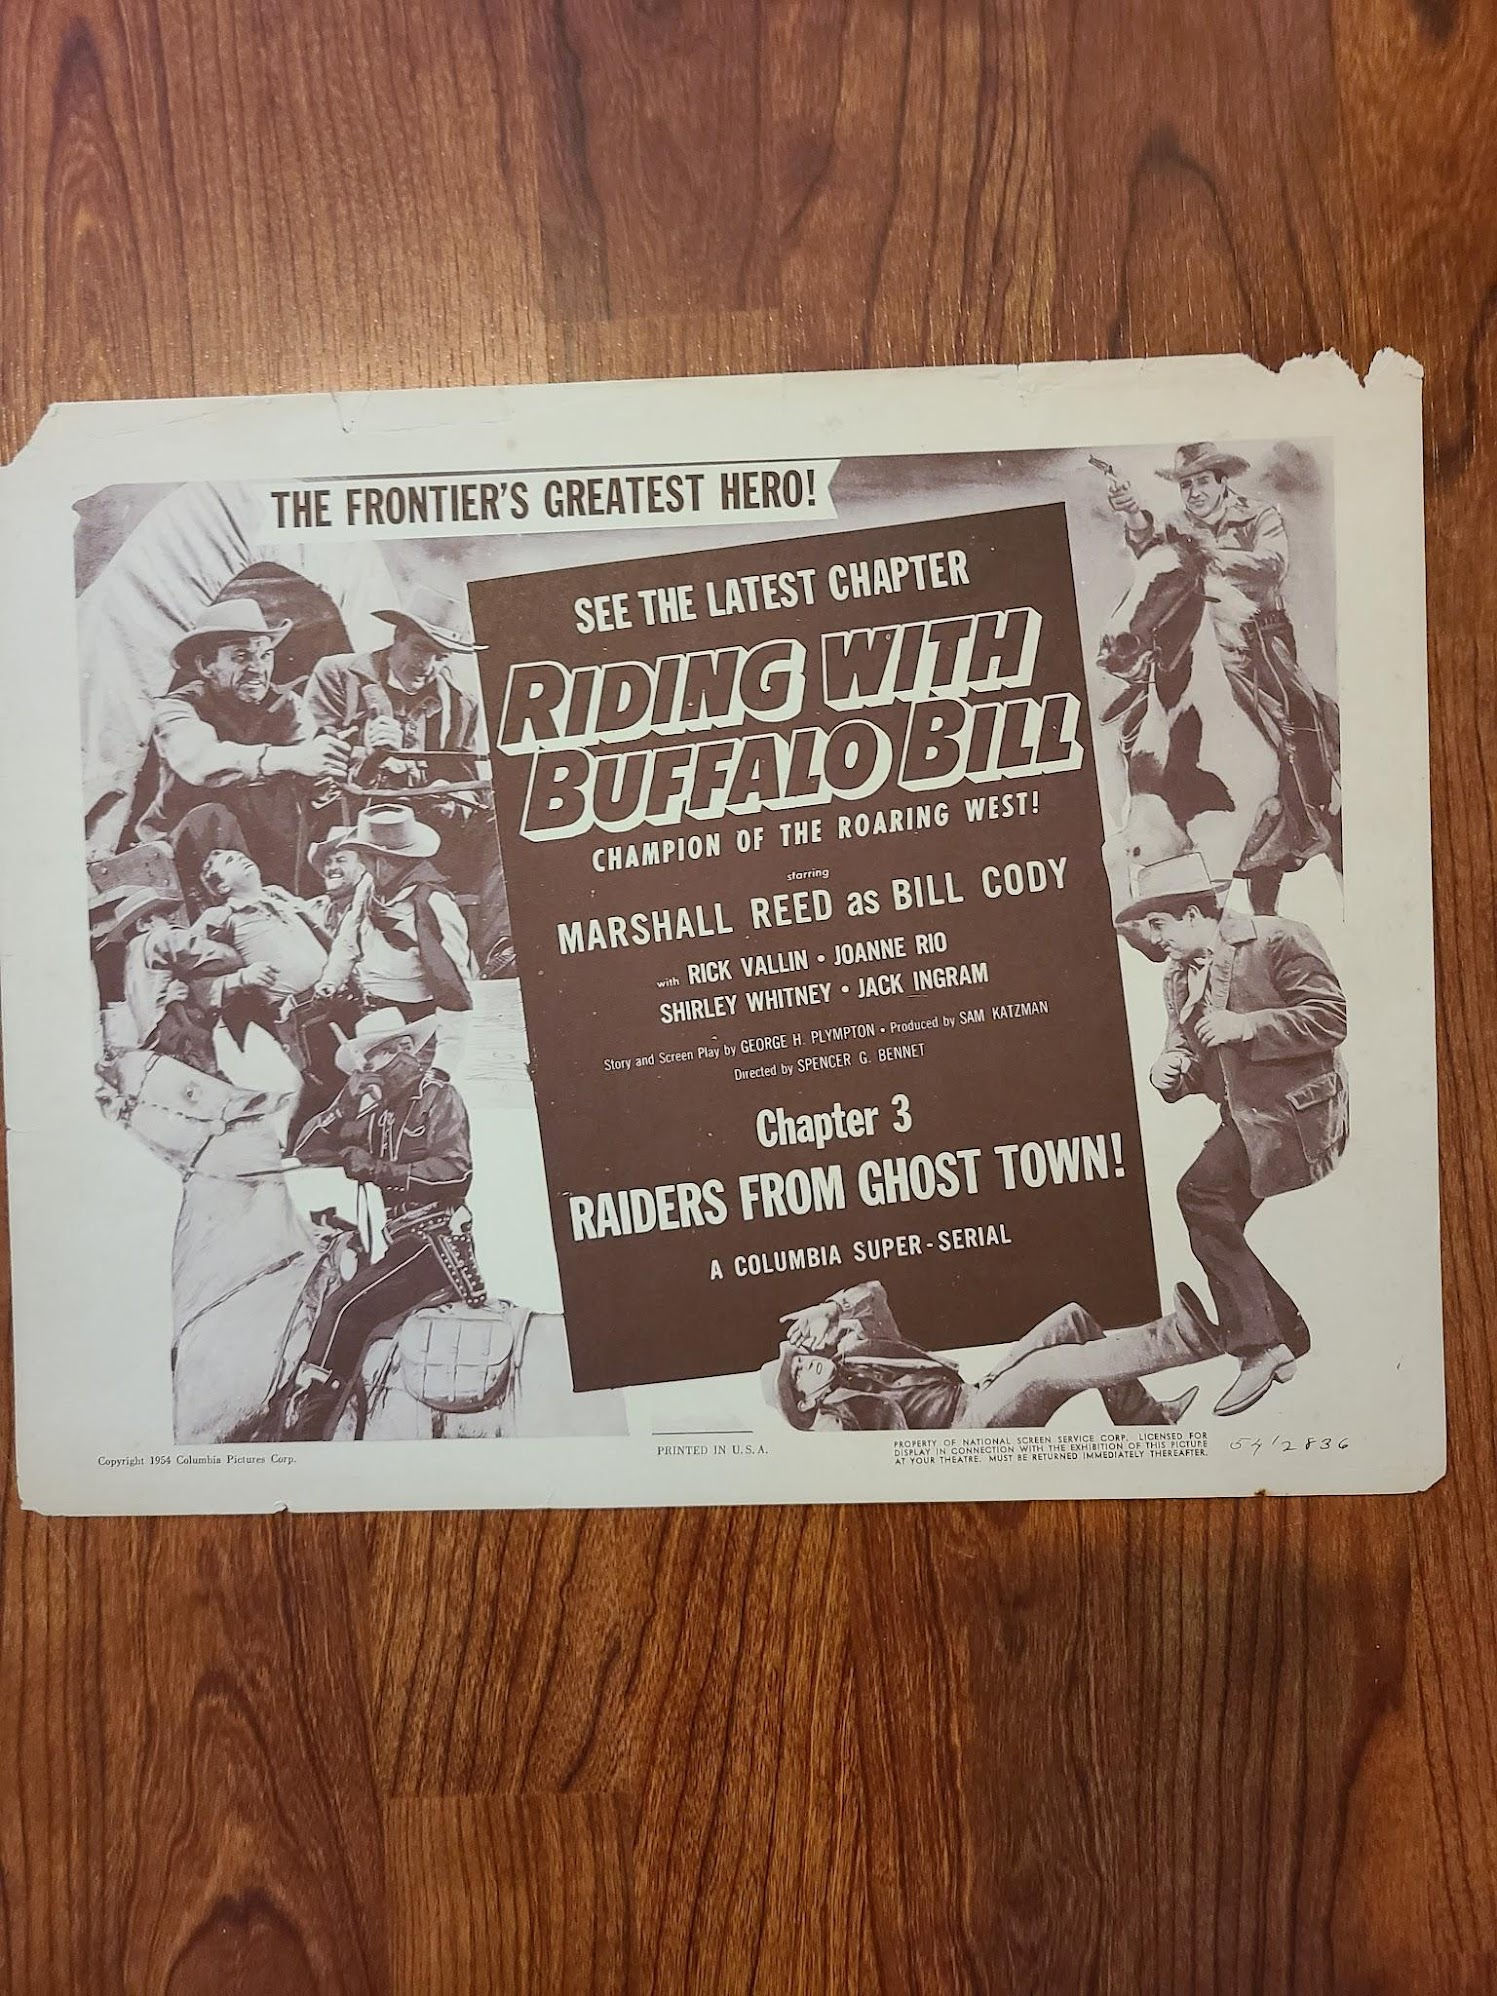 THE FRONTIER'S GREATEST HERO!
SEE THE LATEST CHAPTER
RIDING WITH
BUFFALO BILL
CHAMPION OF THE ROARING WEST!
starring
MARSHALL REED as BILL CODY
with RICK VALLIN • JOANNE RIO
SHIRLEY WHITNEY • JACK INGRAM
Story and Screen Play by GEORGE H. PLYMPTON • Produced by SAM KATZMAN
Directed by SPENCER G. BENNET
Chapter 3
RAIDERS FROM GHOST TOWN!
A COLUMBIA SUPER-SERIAL
Copyright 1954 Columbia Pictures Corp.
PRINTED IN U.S.A.
PROPERTY OF NATIONAL SCREEN SERVICE CORP. LICENSED FOR
DISPLAY IN CONNECTION WITH THE EXHIBITION OF THIS PICTURE
AT YOUR THEATRE. MUST BE RETURNED IMMEDIATELY THEREAFTER.
54/2836